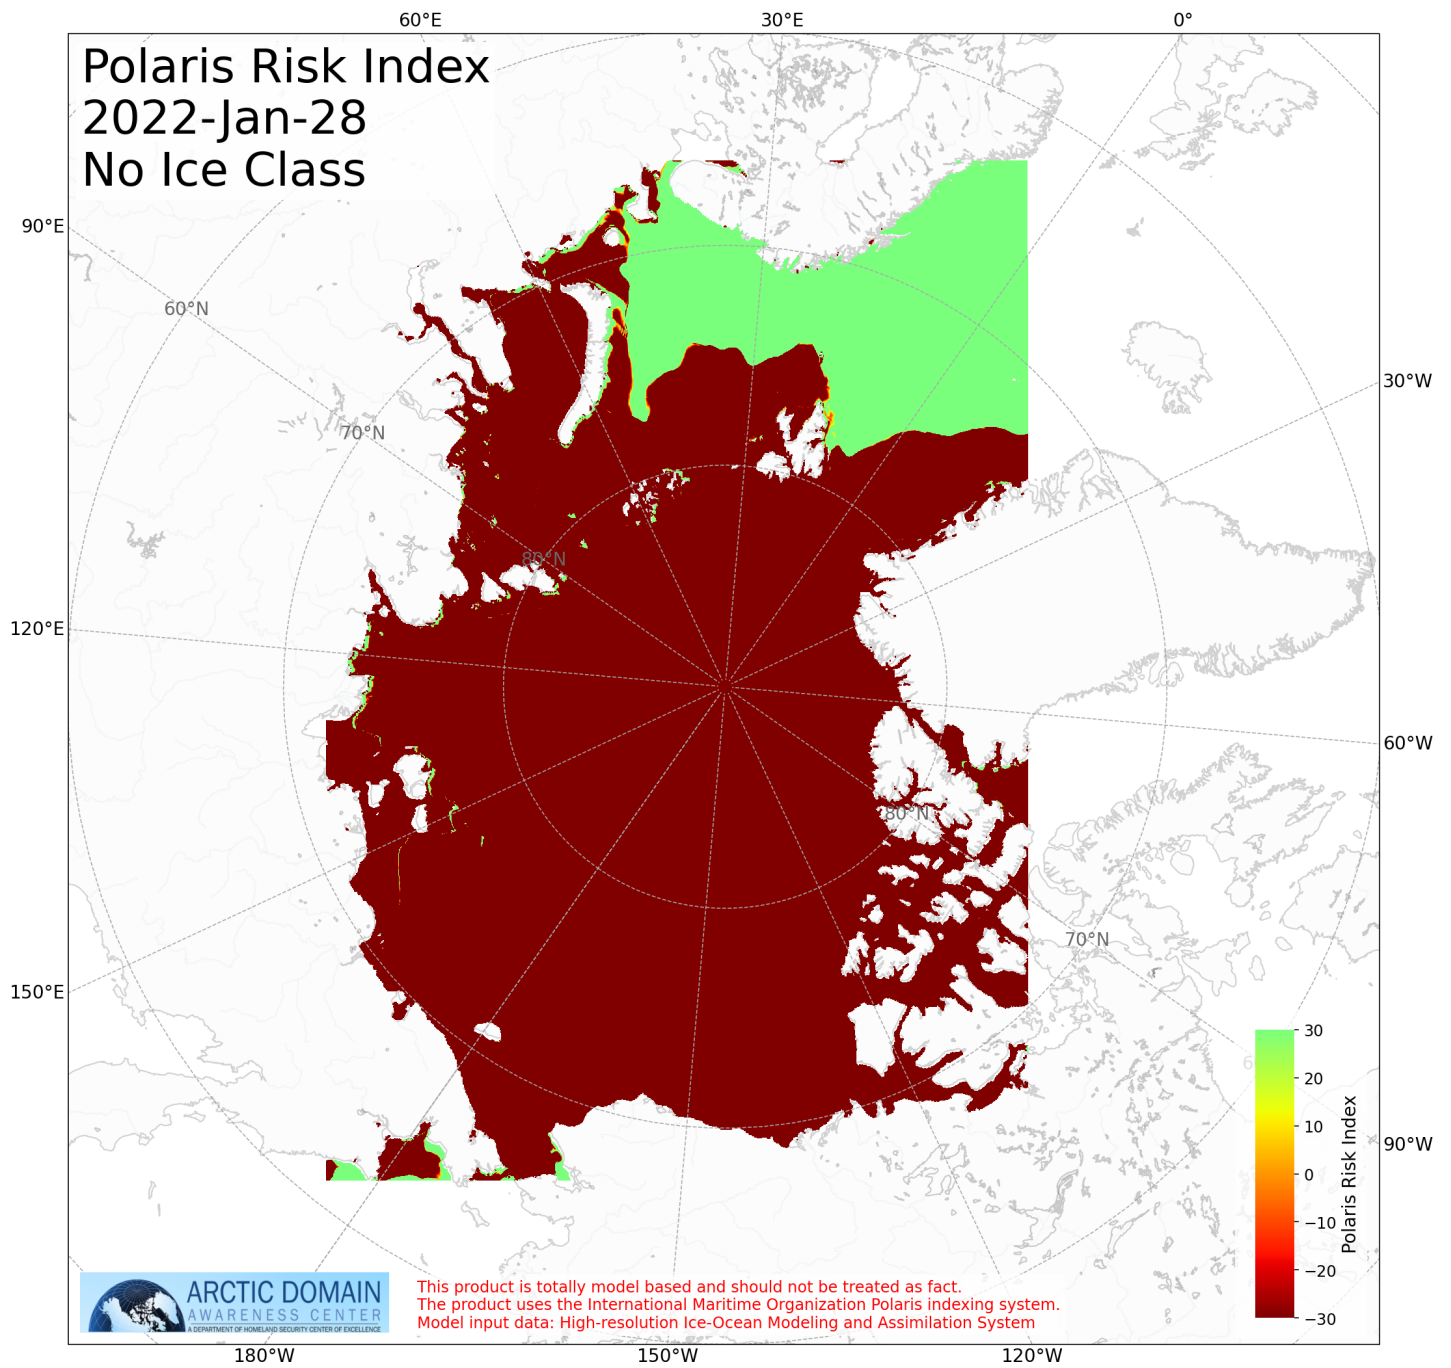 60°E
30°E
0°
Polaris Risk Index
2022-Jan-28
No Ice Class
90°E
60°N
30°W
70°N
80°N
120°E
60°W
80°N
70°N
150°E
30
20
10
0
−10
−20
−30
Polaris Risk Index
90°W
ARCTIC DOMAIN
AWARENESS CENTER
A DEPARTMENT OF HOMELAND SECURITY CENTER OF EXCELLENCE
This product is totally model based and should not be treated as fact.
The product uses the International Maritime Organization Polaris indexing system.
Model input data: High-resolution Ice-Ocean Modeling and Assimilation System
180°W
150°W
120°W